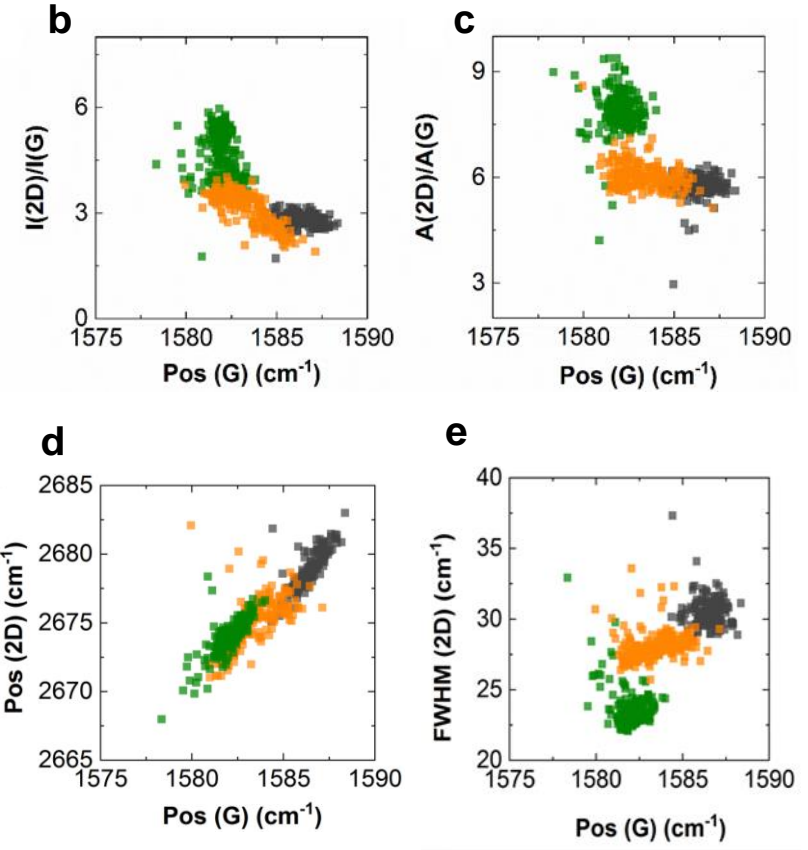 b
I(2D)/I(G)
6
3
0
1575 1580 1585 1590
Pos (G) (cm⁻¹)
c
A(2D)/A(G)
9
6
3
1575 1580 1585 1590
Pos (G) (cm⁻¹)
d
Pos (2D) (cm⁻¹)
2685
2680
2675
2670
2665
1575 1580 1585 1590
Pos (G) (cm⁻¹)
e
FWHM (2D) (cm⁻¹)
40
35
30
25
20
1575 1580 1585 1590
Pos (G) (cm⁻¹)